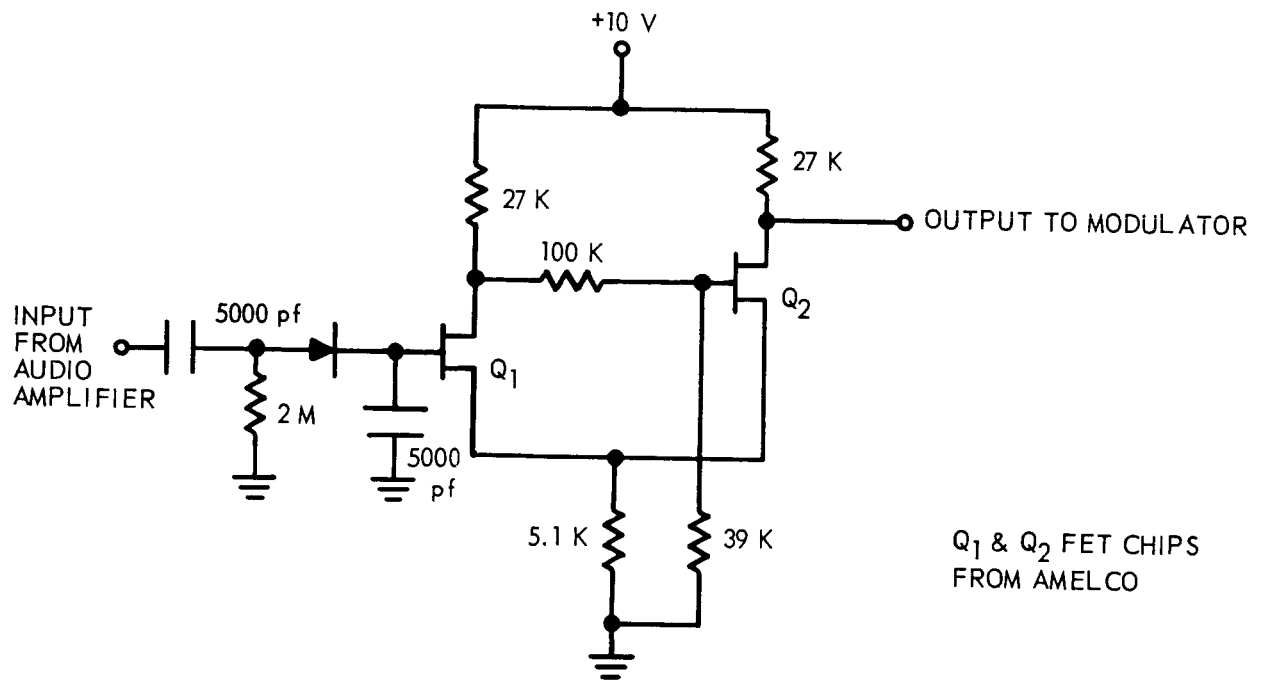 +10 V
27 K
27 K
OUTPUT TO MODULATOR
100 K
Q2
5000 pf
INPUT
FROM
AUDIO
AMPLIFIER
Q1
2 M
5000
pf
5.1 K
39 K
Q1 & Q2 FET CHIPS
FROM AMELCO